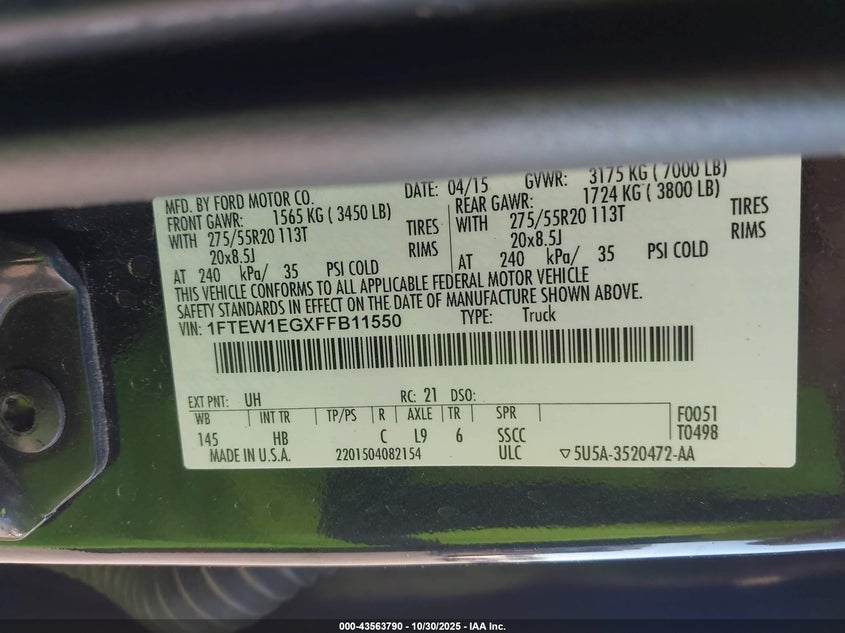 MFD. BY FORD MOTOR CO. DATE: 04/15 GVWR: 3175 KG ( 7000 LB)
FRONT GAWR: 1565 KG ( 3450 LB) REAR GAWR: 1724 KG ( 3800 LB)
WITH 275/55R20 113T TIRES WITH 275/55R20 113T TIRES
20x8.5J RIMS 20x8.5J RIMS
AT 240 kPa/ 35 PSI COLD AT 240 kPa/ 35 PSI COLD
THIS VEHICLE CONFORMS TO ALL APPLICABLE FEDERAL MOTOR VEHICLE
SAFETY STANDARDS IN EFFECT ON THE DATE OF MANUFACTURE SHOWN ABOVE.
VIN: 1FTEW1EGXFFB11550 TYPE: Truck
EXT PNT: UH RC: 21 DSO:
WB INT TR TP/PS R AXLE TR SPR F0051
145 HB C L9 6 SSCC T0498
MADE IN U.S.A. 2201504082154 ULC ▽5U5A-3520472-AA
000-43563790 - 10/30/2025 - IAA Inc.